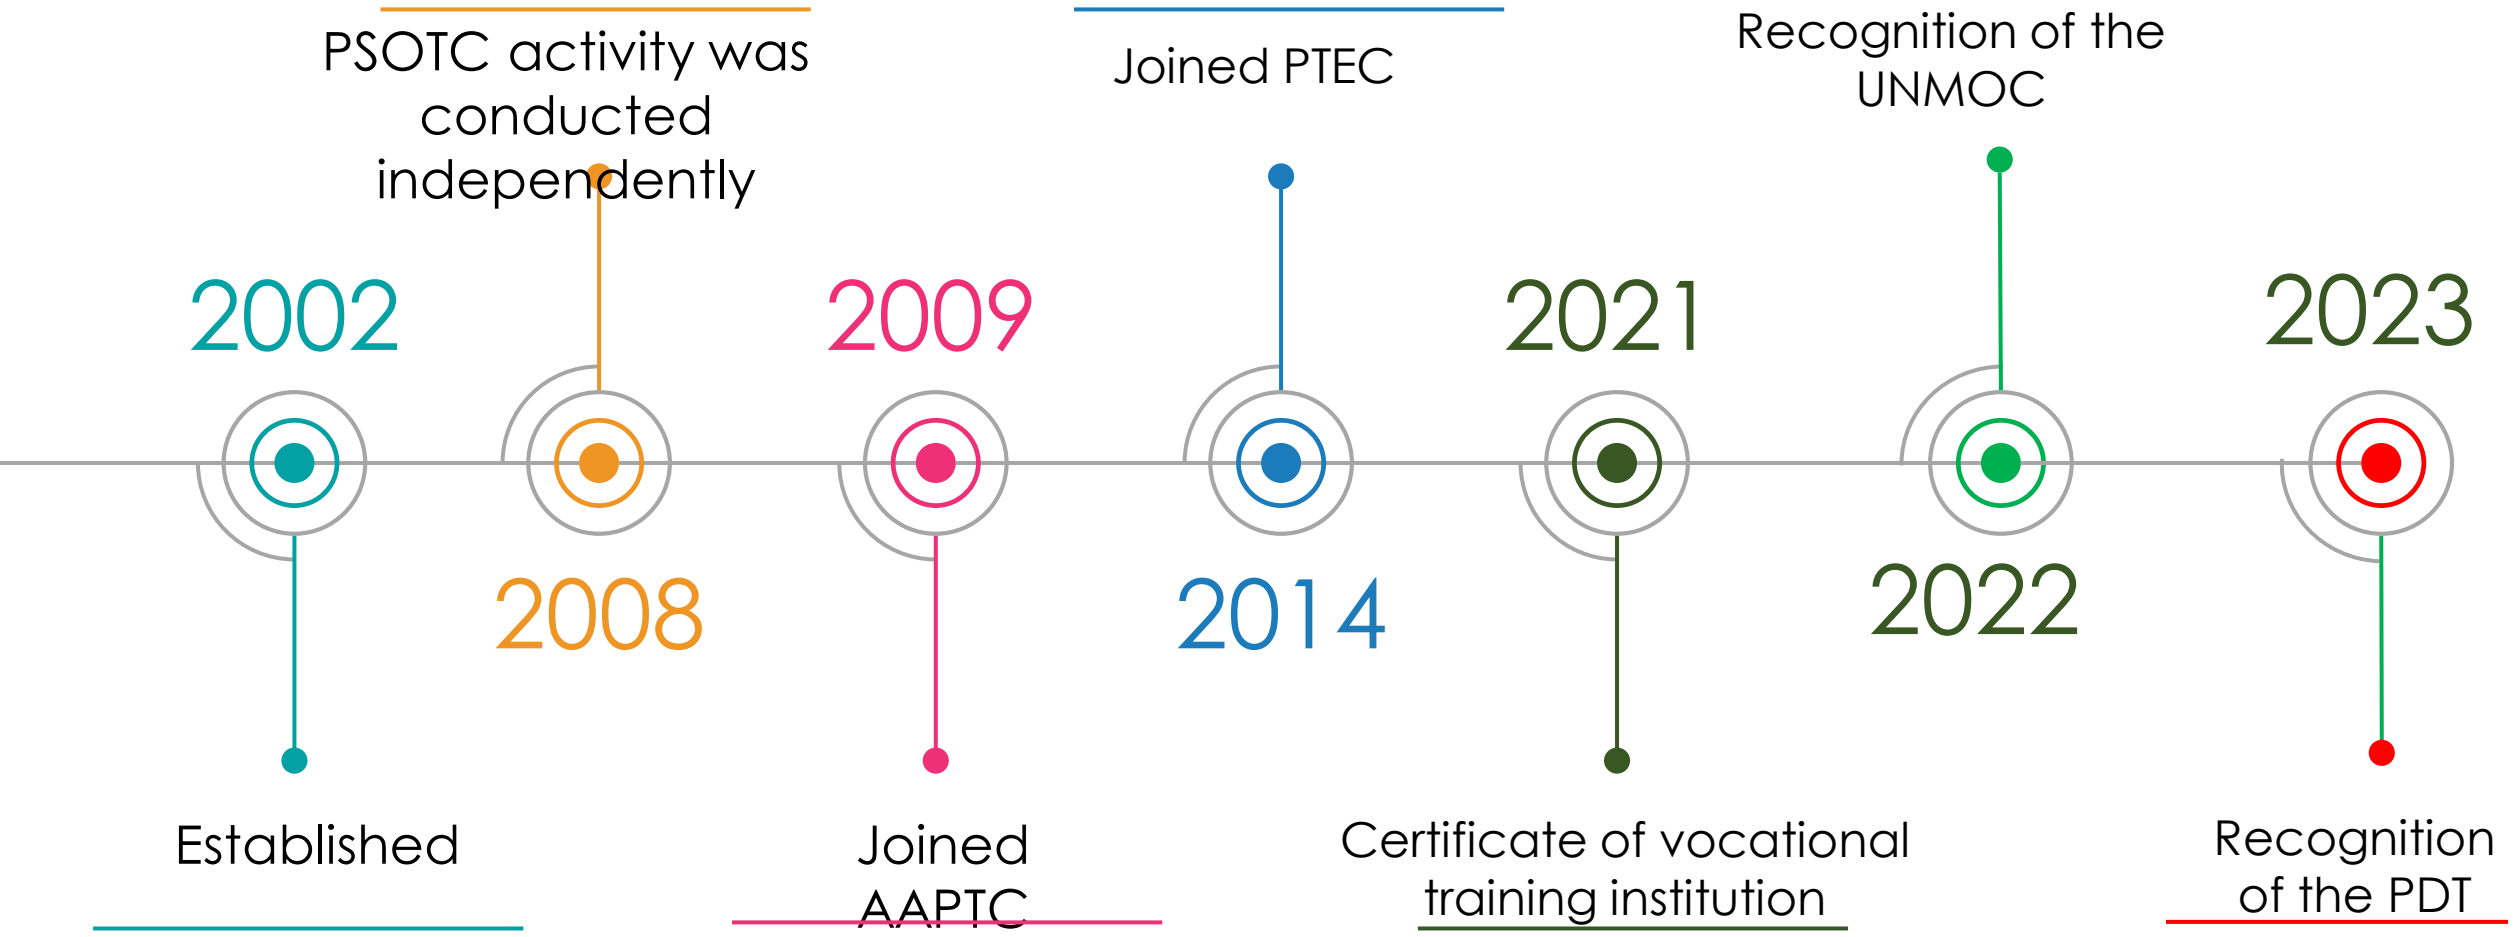 PSOTC activity was
conducted
independently
Joined PTEC
Recognition of the
UNMOC
2002
2009
2021
2023
2008
2014
2022
Established
Joined
AAPTC
Certificate of vocational
training institution
Recognition
of the PDT